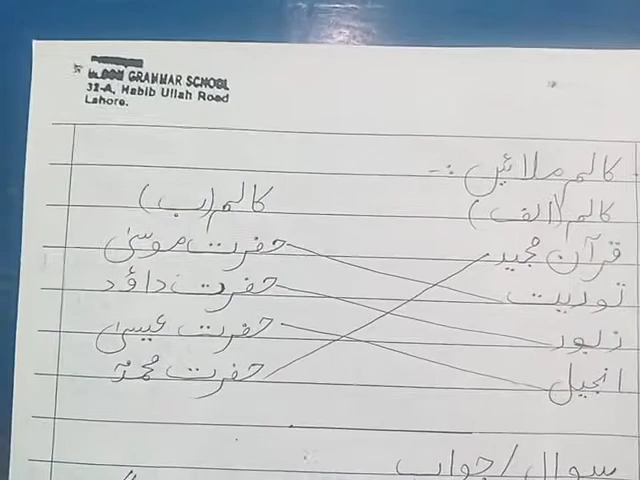 GRAMMAR SCHOOL
32-A, Habib Ullah Road
Lahore.
کالم ملائیں :-
کالم (الف) کالم (ب)
قرآن مجید حضرت موسیٰ
توریت حضرت داؤد
زبور حضرت عیسیٰ
انجیل حضرت محمدؐ
سوال / جواب